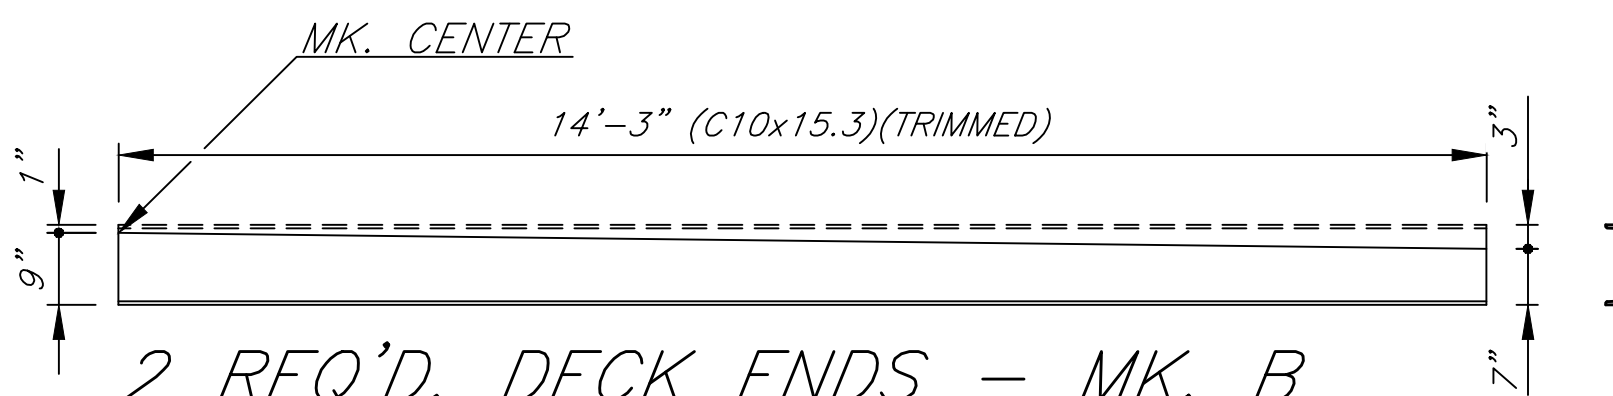 MK. CENTER
14'-3" (C10x15.3)(TRIMMED)
1"
3"
9"
7"
2 REQ'D. DECK ENDS - MK. B